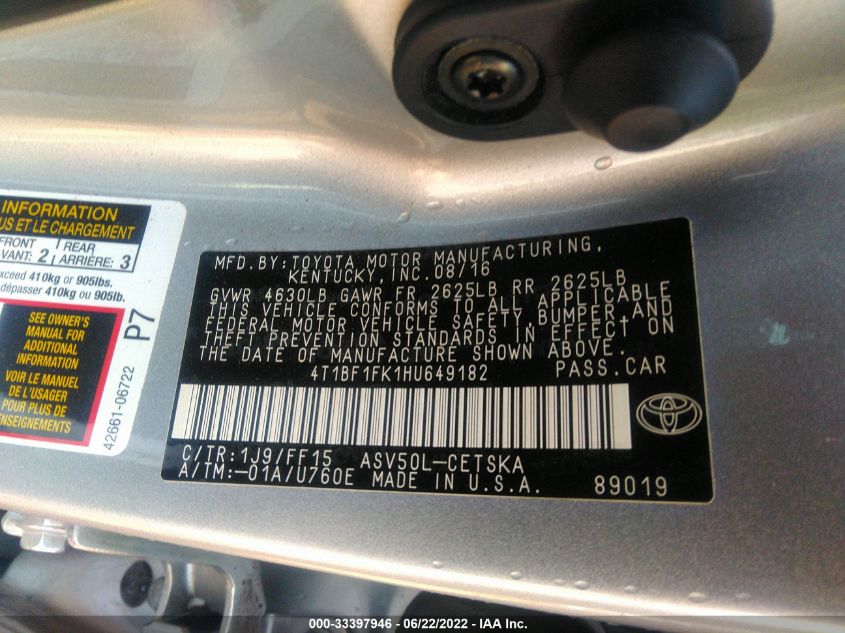 INFORMATION
US ET LE CHARGEMENT
FRONT
VANT: 2
REAR
ARRIÈRE: 3
xceed 410kg or 905lbs.
dépasser 410kg ou 905lb.
SEE OWNER'S
MANUAL FOR
ADDITIONAL
INFORMATION
VOIR LE MANUEL
DE L'USAGER
POUR PLUS DE
ENSEIGNEMENTS
P7
42661-06722
MFD.BY:TOYOTA MOTOR MANUFACTURING,
KENTUCKY, INC.08/16
GVWR 4630LB GAWR FR 2625LB RR 2625LB
THIS VEHICLE CONFORMS TO ALL APPLICABLE
FEDERAL MOTOR VEHICLE SAFETY,BUMPER,AND
THEFT PREVENTION STANDARDS IN EFFECT ON
THE DATE OF MANUFACTURE SHOWN ABOVE.
4T1BF1FK1HU649182 PASS.CAR
C/TR:1J9/FF15 ASV50L-CETSKA
A/TM:-01A/U760E MADE IN U.S.A. 89019
000-33397946 - 06/22/2022 - IAA Inc.